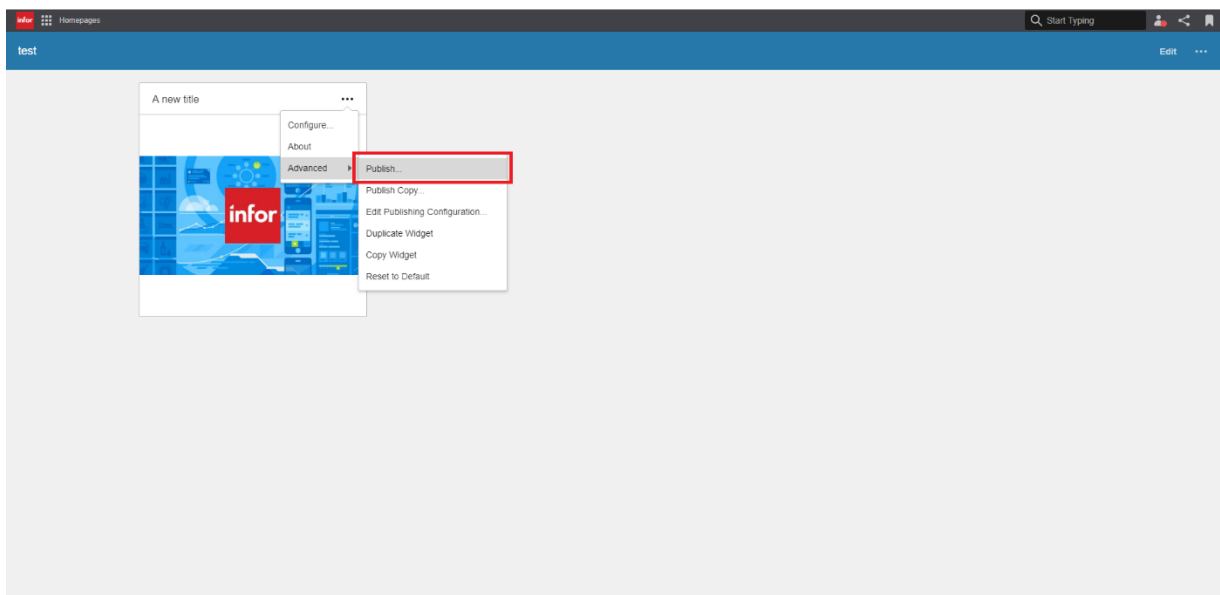 infor
Homepages
Start Typing
test
Edit
A new title
Configure...
About
Advanced
Publish...
Publish Copy...
Edit Publishing Configuration...
Duplicate Widget
Copy Widget
Reset to Default
infor